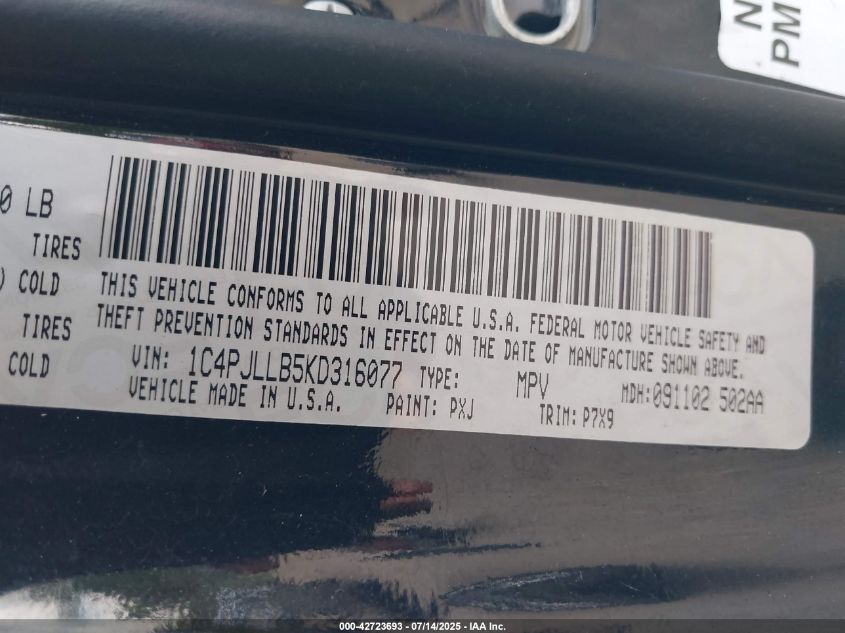 N
PM
0 LB
TIRES
) COLD
TIRES
COLD
THIS VEHICLE CONFORMS TO ALL APPLICABLE U.S.A. FEDERAL MOTOR VEHICLE SAFETY AND
THEFT PREVENTION STANDARDS IN EFFECT ON THE DATE OF MANUFACTURE SHOWN ABOVE.
VIN: 1C4PJLLB5KD316077 TYPE: MPV MDH:091102 502AA
VEHICLE MADE IN U.S.A. PAINT: PXJ TRIM: P7X9
000-42723693 - 07/14/2025 - IAA Inc.